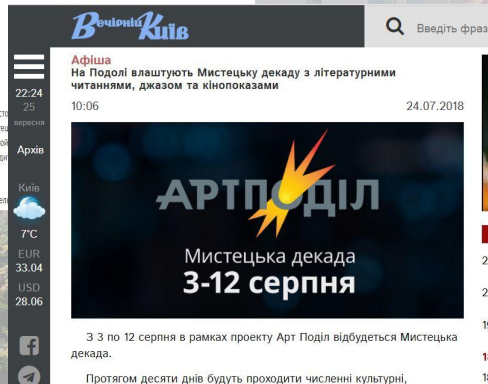 Вечірній Київ
Введіть фраз
22:24
25
вересня
Архів
Київ
7°C
EUR
33.04
USD
28.06
Афіша
На Подолі влаштують Мистецьку декаду з літературними
читаннями, джазом та кінопоказами
10:06
24.07.2018
АРТПОДІЛ
Мистецька декада
3-12 серпня
З 3 по 12 серпня в рамках проекту Арт Поділ відбудеться Мистецька
декада.
Протягом десяти днів будуть проходити численні культурні,